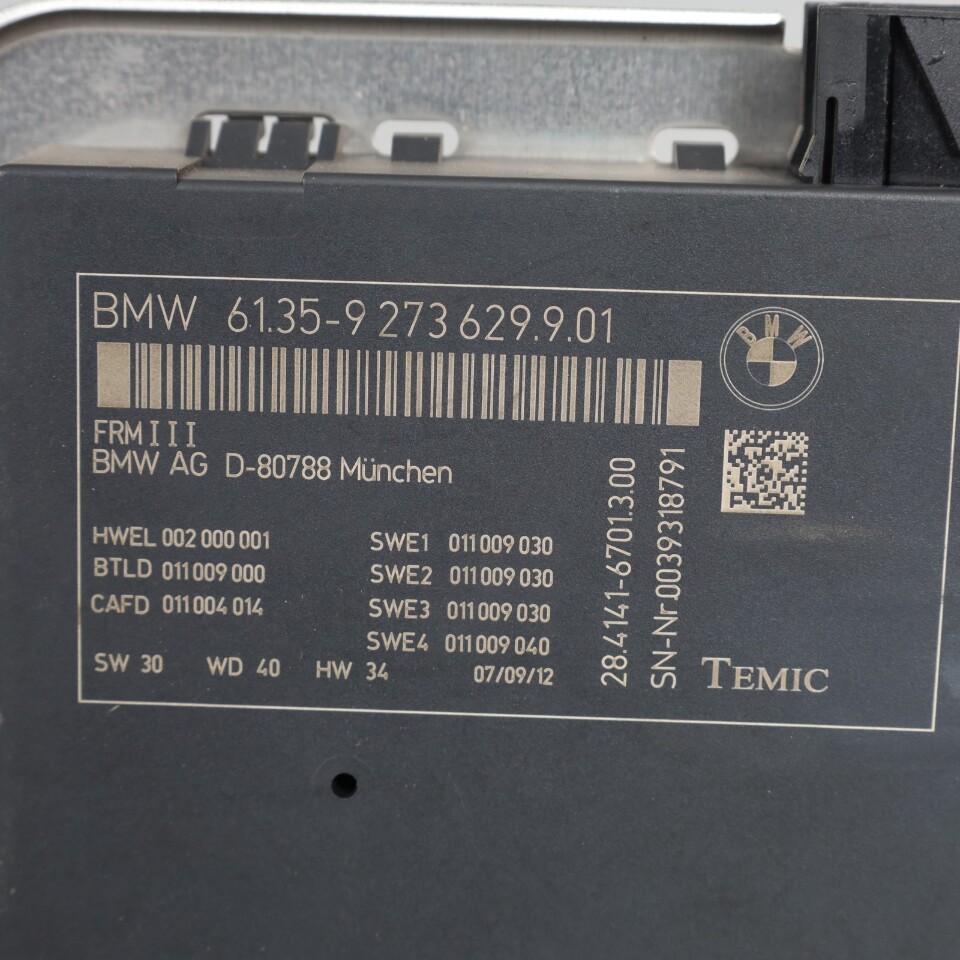 BMW 61.35-9 273 629.9.01
BMW
FRM III
BMW AG D-80788 München
HWEL 002 000 001
BTLD 011 009 000
CAFD 011 004 014
SWE1 011 009 030
SWE2 011 009 030
SWE3 011 009 030
SWE4 011 009 040
SW 30 WD 40 HW 34 07/09/12
28.4141-6701.3.00
SN-Nr.0039318791
TEMIC